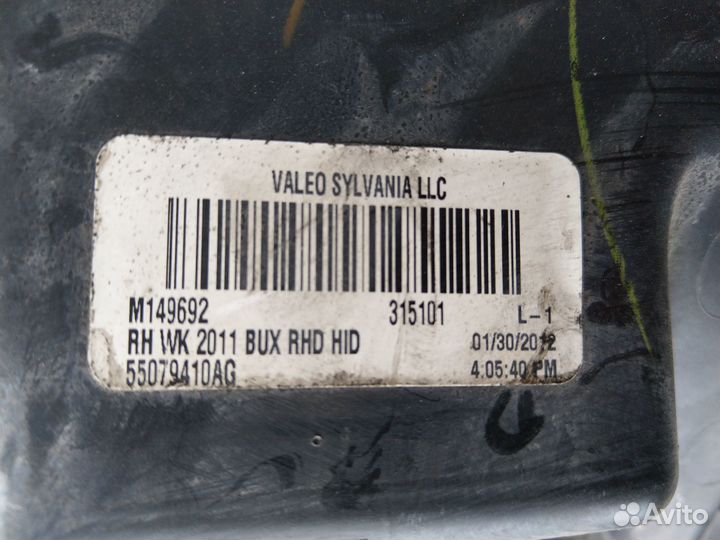 VALEO SYLVANIA LLC
M149692 315101 L-1
RH WK 2011 BUX RHD HID 01/30/2012
55079410AG 4:05:40 PM
Avito